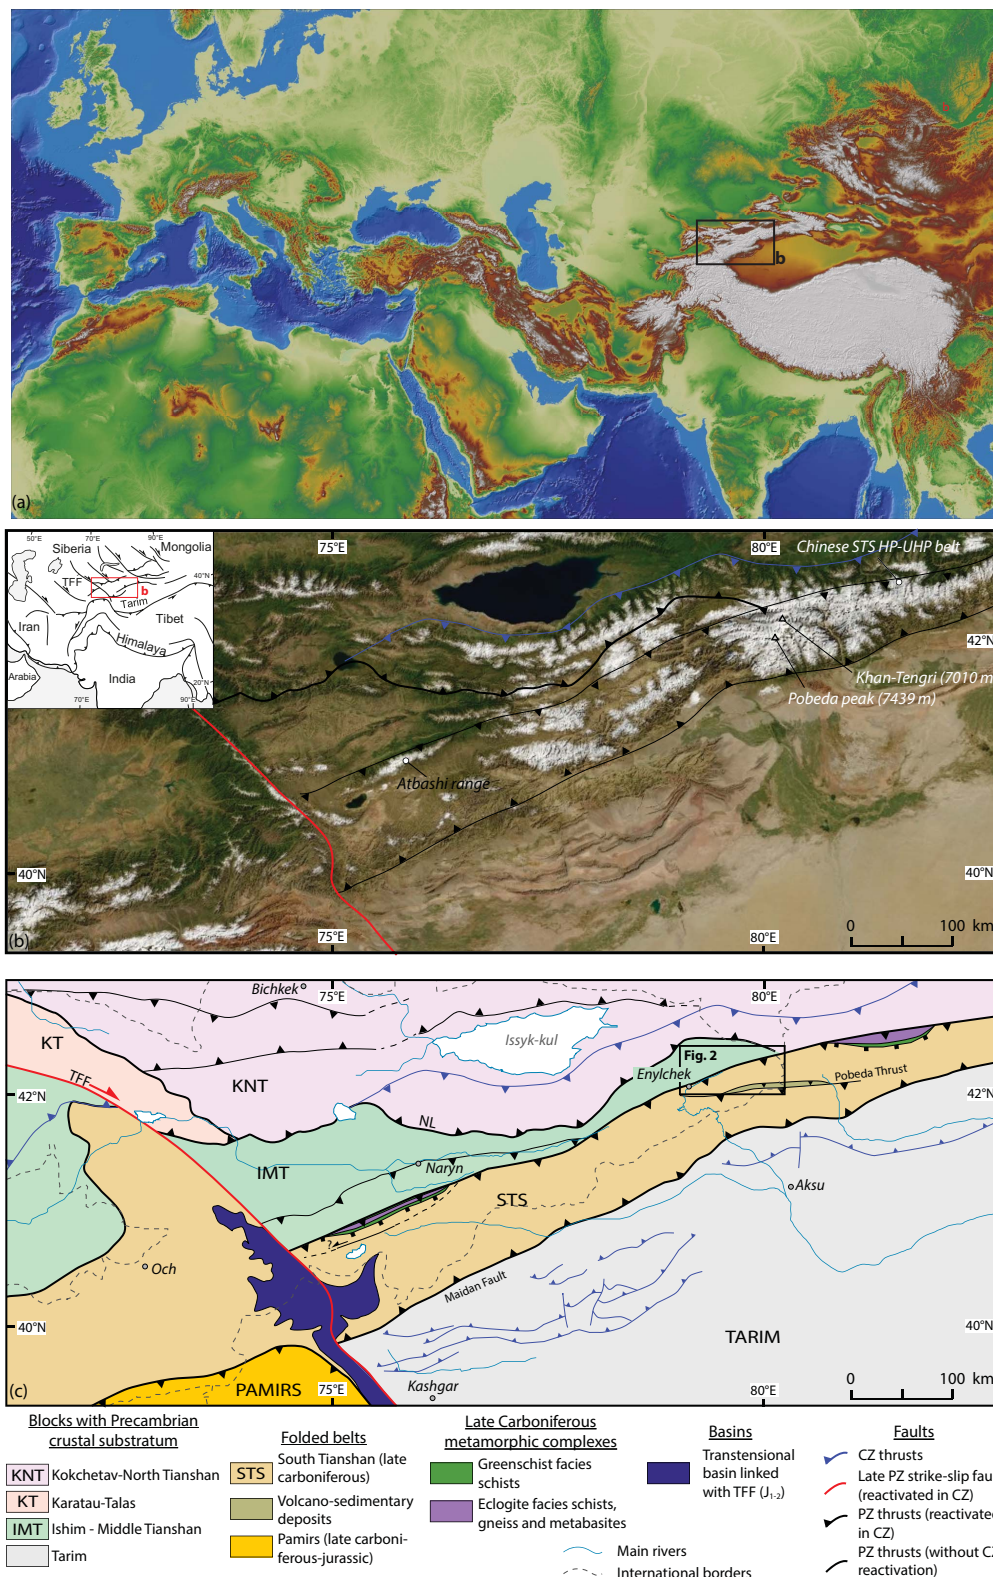 b
(a)
50°E
70°E
90°E
Siberia
Mongolia
TFF
40°N
b
Tarim
Tibet
Iran
Himalaya
Arabia
India
20°N
70°E
90°E
75°E
80°E
Chinese STS HP-UHP belt
42°N
Khan-Tengri (7010 m
Pobeda peak (7439 m)
Atbashi range
40°N
40°N
(b)
75°E
80°E
0 100 km
Bichkek
75°E
80°E
KT
Issyk-kul
Fig. 2
TFF
KNT
Enylchek
Pobeda Thrust
42°N
42°N
NL
IMT
Naryn
STS
Aksu
?
Och
Maidan Fault
40°N
40°N
TARIM
PAMIRS
75°E
Kashgar
80°E
0 100 km
(c)
Blocks with Precambrian
crustal substratum
KNT Kokchetav-North Tianshan
KT Karatau-Talas
IMT Ishim - Middle Tianshan
Tarim
Folded belts
STS South Tianshan (late
carboniferous)
Volcano-sedimentary
deposits
Pamirs (late carboni-
ferous-jurassic)
Late Carboniferous
metamorphic complexes
Greenschist facies
schists
Eclogite facies schists,
gneiss and metabasites
Main rivers
International borders
Basins
Transtensional
basin linked
with TFF (J1-2)
Faults
CZ thrusts
Late PZ strike-slip fau
(reactivated in CZ)
PZ thrusts (reactivated
in CZ)
PZ thrusts (without CZ
reactivation)